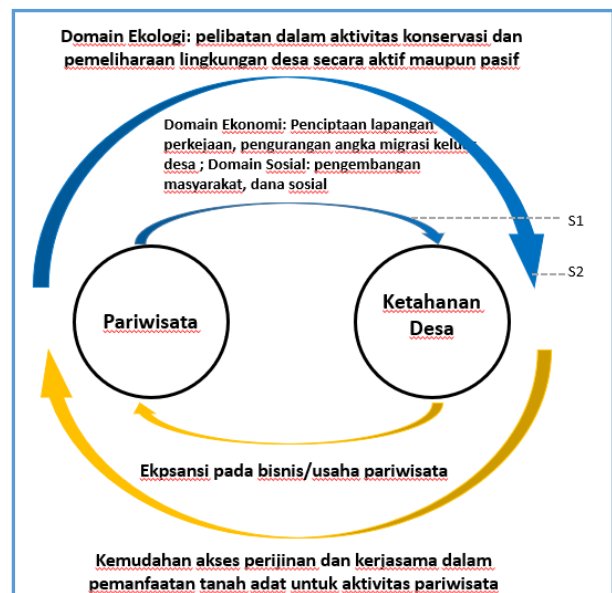 Domain Ekologi: pelibatan dalam aktivitas konservasi dan
pemeliharaan lingkungan desa secara aktif maupun pasif
Domain Ekonomi: Penciptaan lapangan
perkejaan, pengurangan angka migrasi keluar
desa ; Domain Sosial: pengembangan
masyarakat, dana sosial
S1
S2
Pariwisata
Ketahanan
Desa
Ekpsansi pada bisnis/usaha pariwisata
Kemudahan akses perijinan dan kerjasama dalam
pemanfaatan tanah adat untuk aktivitas pariwisata